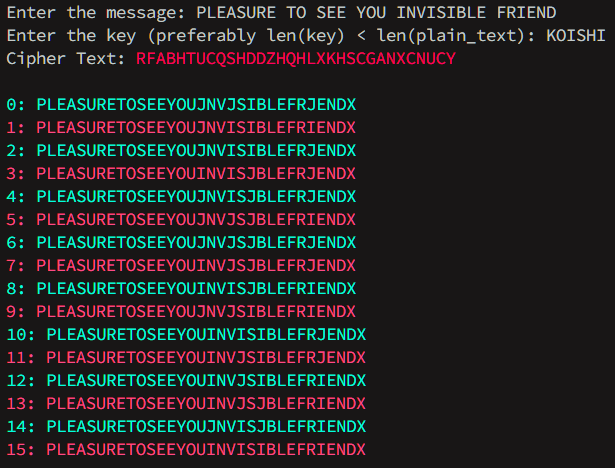 Enter the message: PLEASURE TO SEE YOU INVISIBLE FRIEND
Enter the key (preferably len(key) < len(plain_text): KOISHI
Cipher Text: RFABHTUCQSHDDZHQHLXKHSCGANXCNUCY
0: PLEASURETOSEEYOUJNVJSIBLEFRJENDX
1: PLEASURETOSEEYOUJNVISIBLEFRIENDX
2: PLEASURETOSEEYOUJNVISJBLEFRJENDX
3: PLEASURETOSEEYOUINVISJBLEFRIENDX
4: PLEASURETOSEEYOUJNVJSIBLEFRIENDX
5: PLEASURETOSEEYOUJNVJSJBLEFRIENDX
6: PLEASURETOSEEYOUINVJSJBLEFRJENDX
7: PLEASURETOSEEYOUINVISJBLEFRJENDX
8: PLEASURETOSEEYOUJNVISJBLEFRIENDX
9: PLEASURETOSEEYOUJNVJSJBLEFRJENDX
10: PLEASURETOSEEYOUINVISIBLEFRJENDX
11: PLEASURETOSEEYOUINVJSIBLEFRJENDX
12: PLEASURETOSEEYOUINVJSIBLEFRIENDX
13: PLEASURETOSEEYOUINVJSJBLEFRIENDX
14: PLEASURETOSEEYOUJNVISIBLEFRJENDX
15: PLEASURETOSEEYOUINVISIBLEFRIENDX